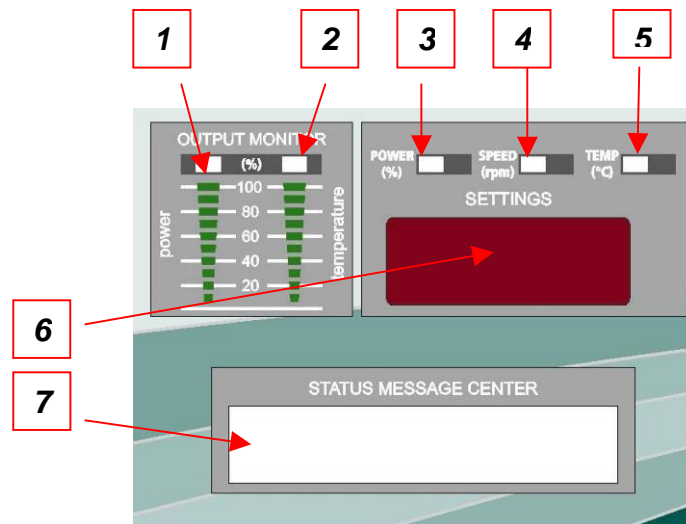 1 2 3 4 5
OUTPUT MONITOR
(%)
100
80
60
40
20
power
temperature
POWER
(%)
SPEED
(rpm)
TEMP
(°C)
SETTINGS
6
7
STATUS MESSAGE CENTER